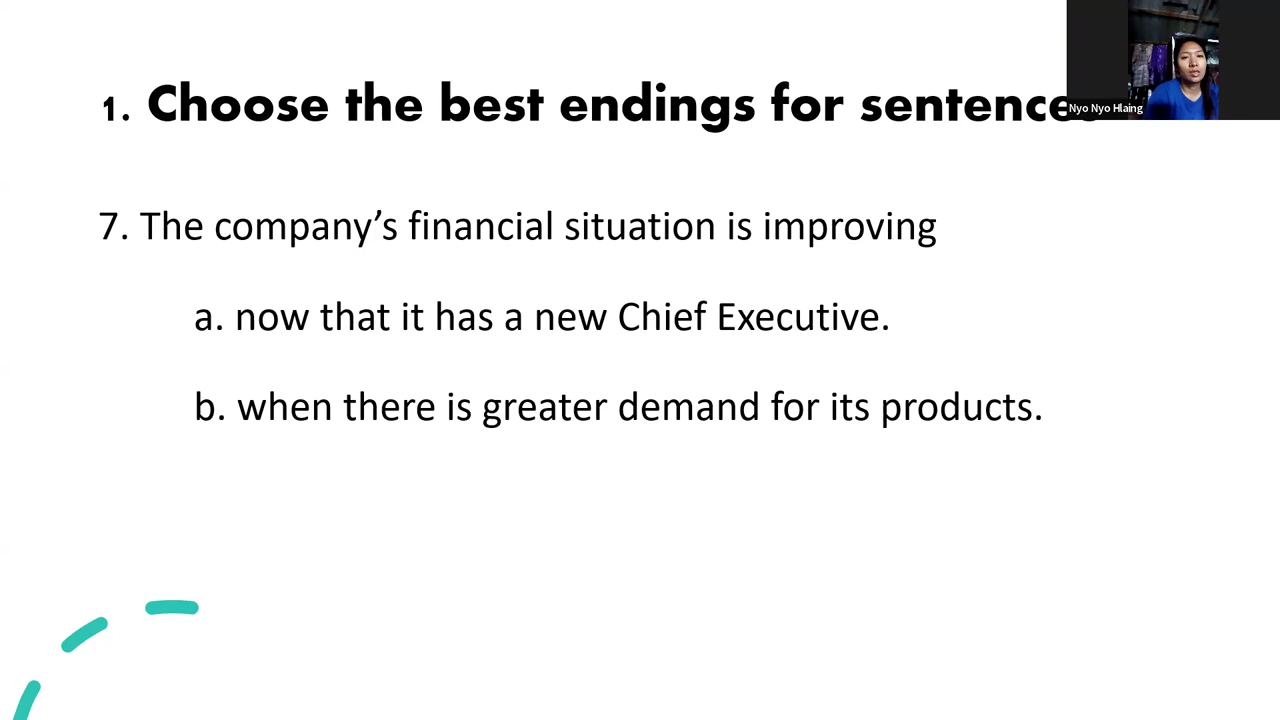 1. Choose the best endings for sentences
Nyo Nyo Hlaing
7. The company’s financial situation is improving
a. now that it has a new Chief Executive.
b. when there is greater demand for its products.